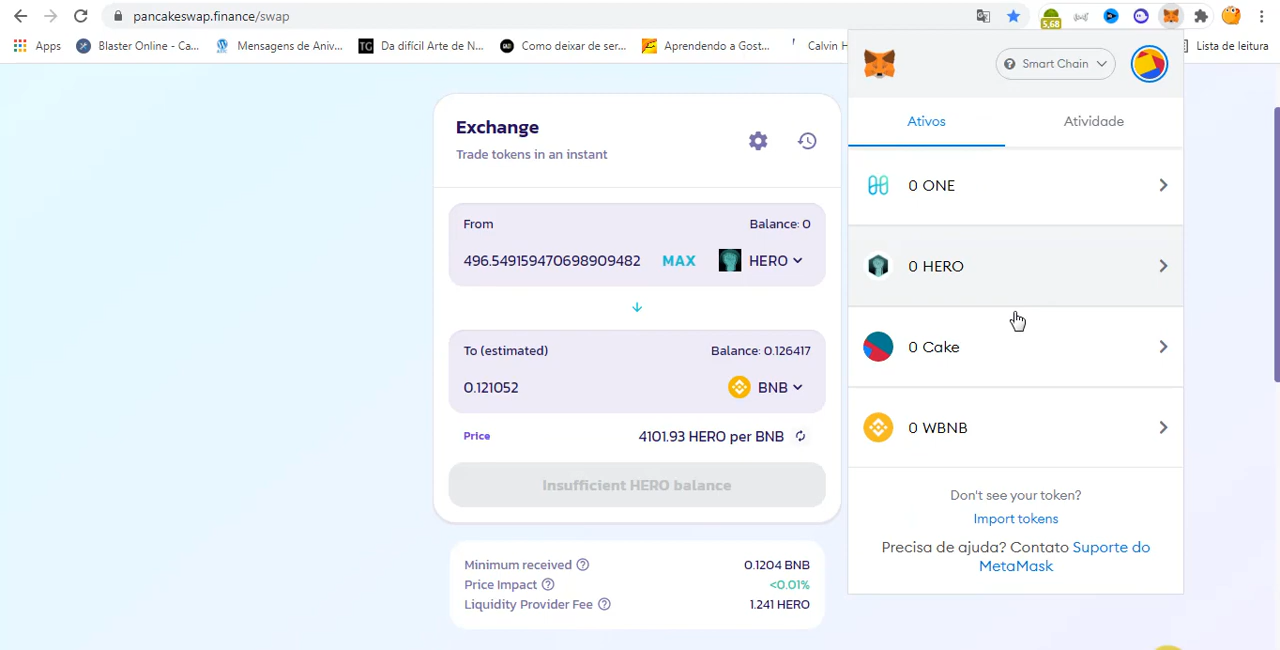 pancakeswap.finance/swap
5,68
Apps
Blaster Online - Ca...
Mensagens de Aniv...
TG
Da difícil Arte de N...
Como deixar de ser...
Aprendendo a Gost...
Calvin H
Lista de leitura
Exchange
Trade tokens in an instant
From
Balance: 0
496.549159470698909482
MAX
HERO
To (estimated)
Balance: 0.126417
0.121052
BNB
Price
4101.93 HERO per BNB
Insufficient HERO balance
Minimum received
0.1204 BNB
Price Impact
<0.01%
Liquidity Provider Fee
1.241 HERO
Smart Chain
Ativos
Atividade
0 ONE
0 HERO
0 Cake
0 WBNB
Don't see your token?
Import tokens
Precisa de ajuda? Contato Suporte do
MetaMask